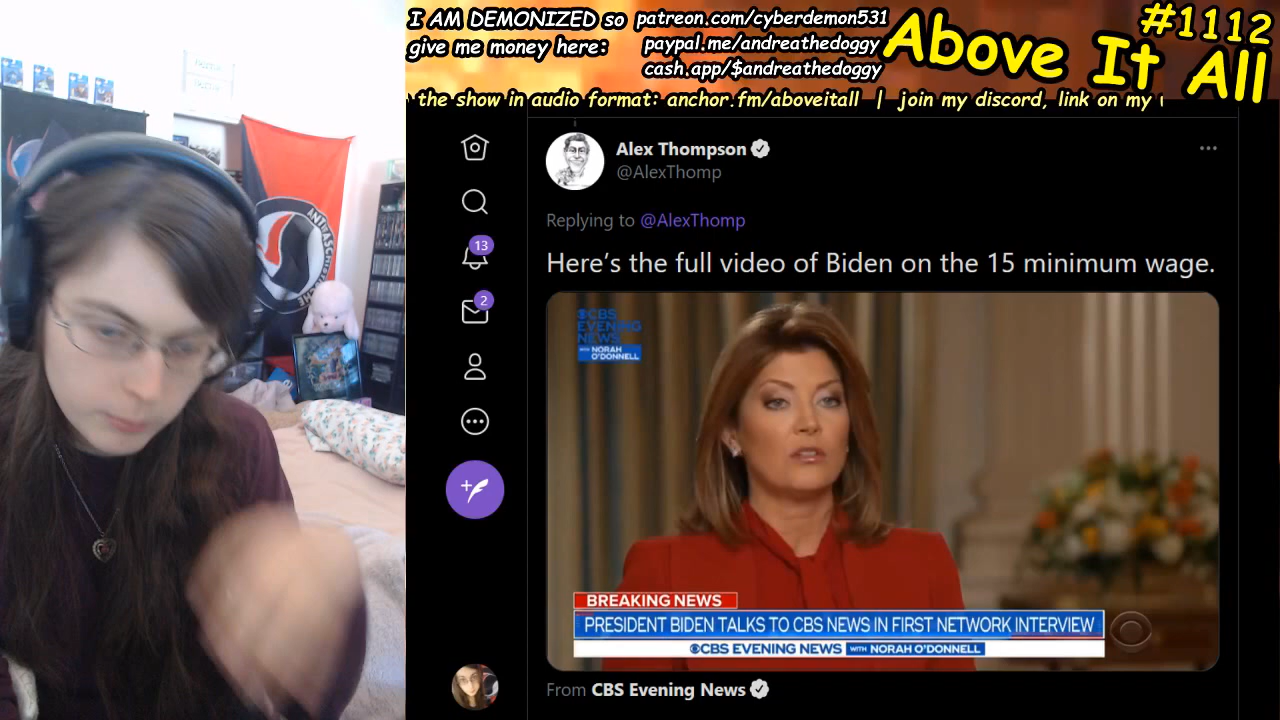 I AM DEMONIZED so
give me money here:
patreon.com/cyberdemon531
paypal.me/andreathedoggy
cash.app/$andreathedoggy
Above It All
#1112
the show in audio format: anchor.fm/aboveitall | join my discord, link on my
ANTIFASCHISTISCHE
13
2
Alex Thompson
@AlexThomp
Replying to @AlexThomp
Here's the full video of Biden on the 15 minimum wage.
CBS
EVENING
NEWS
WITH NORAH
O'DONNELL
BREAKING NEWS
PRESIDENT BIDEN TALKS TO CBS NEWS IN FIRST NETWORK INTERVIEW
CBS EVENING NEWS WITH NORAH O'DONNELL
From CBS Evening News